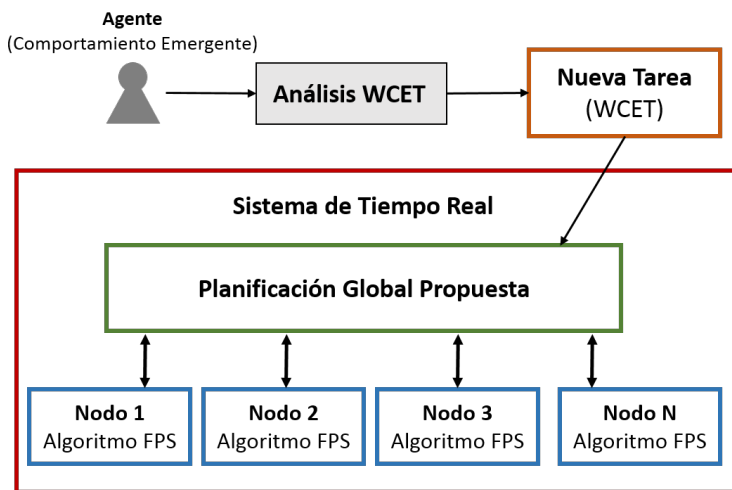 Agente
(Comportamiento Emergente)
Análisis WCET
Nueva Tarea
(WCET)
Sistema de Tiempo Real
Planificación Global Propuesta
Nodo 1
Algoritmo FPS
Nodo 2
Algoritmo FPS
Nodo 3
Algoritmo FPS
Nodo N
Algoritmo FPS